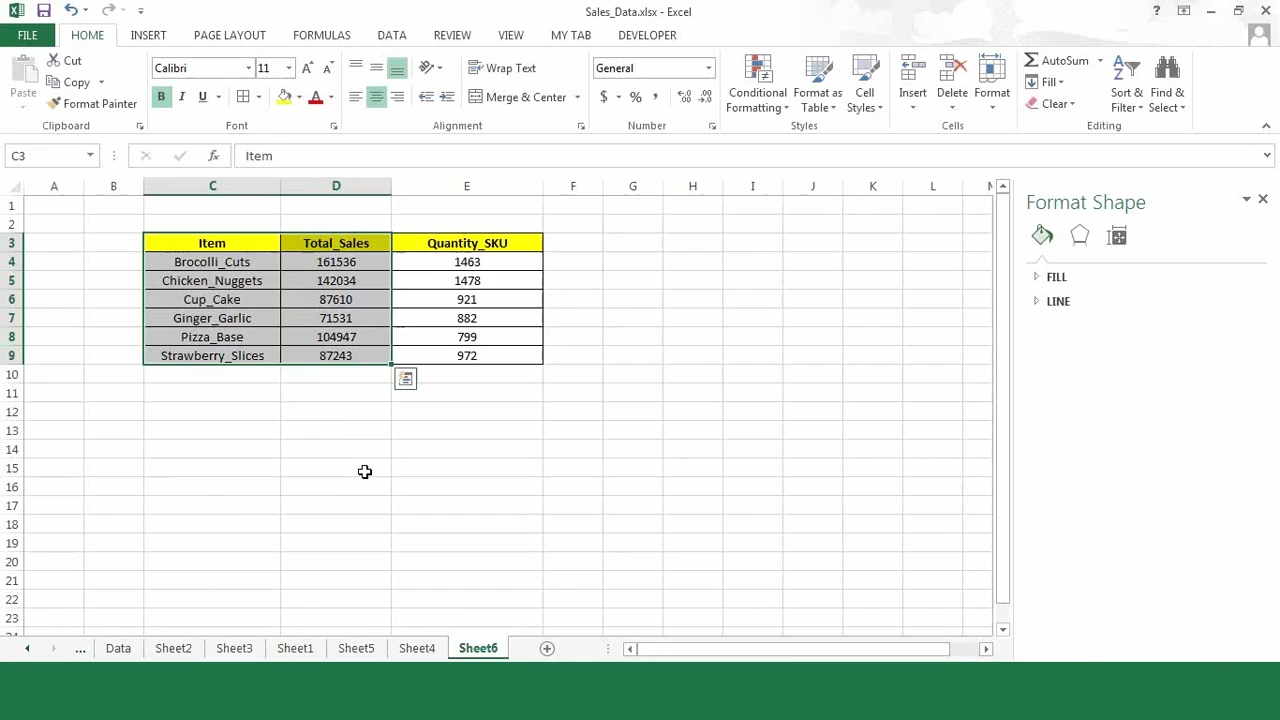 Sales_Data.xlsx - Excel
FILE HOME INSERT PAGE LAYOUT FORMULAS DATA REVIEW VIEW MY TAB DEVELOPER
Paste
Cut
Copy
Format Painter
Clipboard
Calibri 11
B I U
Font
Wrap Text
Merge & Center
Alignment
General
$ % ,
Number
Conditional Formatting
Format as Table
Cell Styles
Styles
Insert
Delete
Format
Cells
AutoSum
Fill
Clear
Sort & Filter
Find & Select
Editing
C3 fx Item
A B C D E F G H I J K L M
1
2
3 Item Total_Sales Quantity_SKU
4 Brocolli_Cuts 161536 1463
5 Chicken_Nuggets 142034 1478
6 Cup_Cake 87610 921
7 Ginger_Garlic 71531 882
8 Pizza_Base 104947 799
9 Strawberry_Slices 87243 972
10
11
12
13
14
15
16
17
18
19
20
21
22
23
Format Shape
FILL
LINE
... Data Sheet2 Sheet3 Sheet1 Sheet5 Sheet4 Sheet6